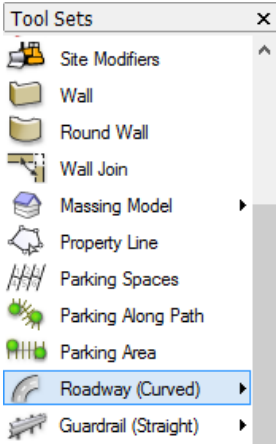 Tool Sets
Site Modifiers
Wall
Round Wall
Wall Join
Massing Model
Property Line
Parking Spaces
Parking Along Path
Parking Area
Roadway (Curved)
Guardrail (Straight)